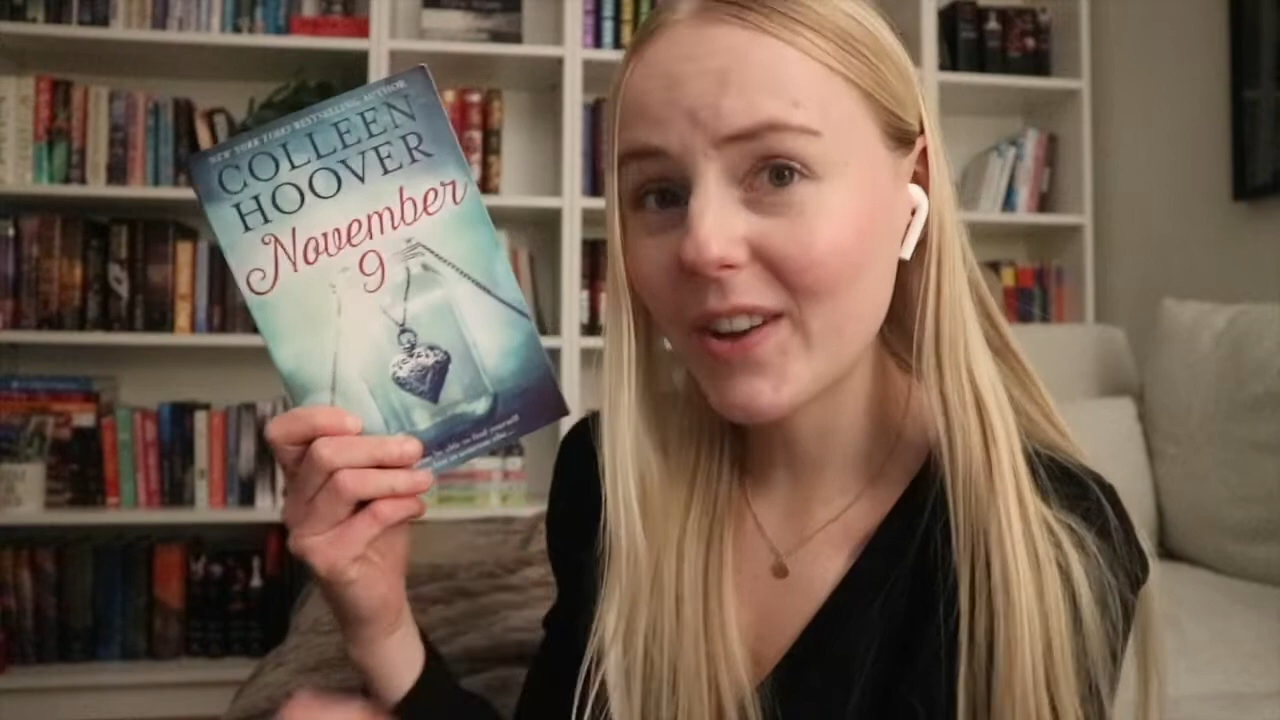 NEW YORK TIMES BESTSELLING AUTHOR
COLLEEN
HOOVER
November
9